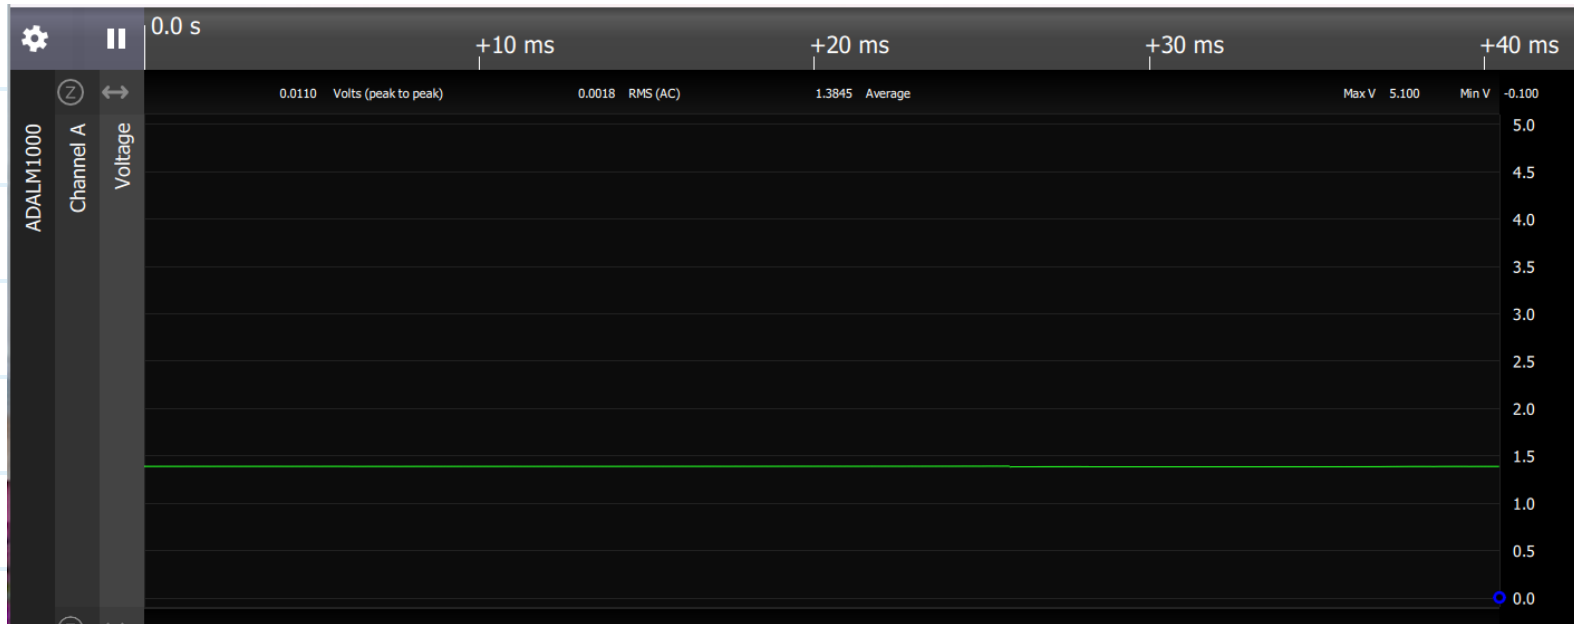 0.0 s
+10 ms
+20 ms
+30 ms
+40 ms
Z
0.0110 Volts (peak to peak)
0.0018 RMS (AC)
1.3845 Average
Max V 5.100
Min V -0.100
ADALM1000
Channel A
Voltage
5.0
4.5
4.0
3.5
3.0
2.5
2.0
1.5
1.0
0.5
0.0